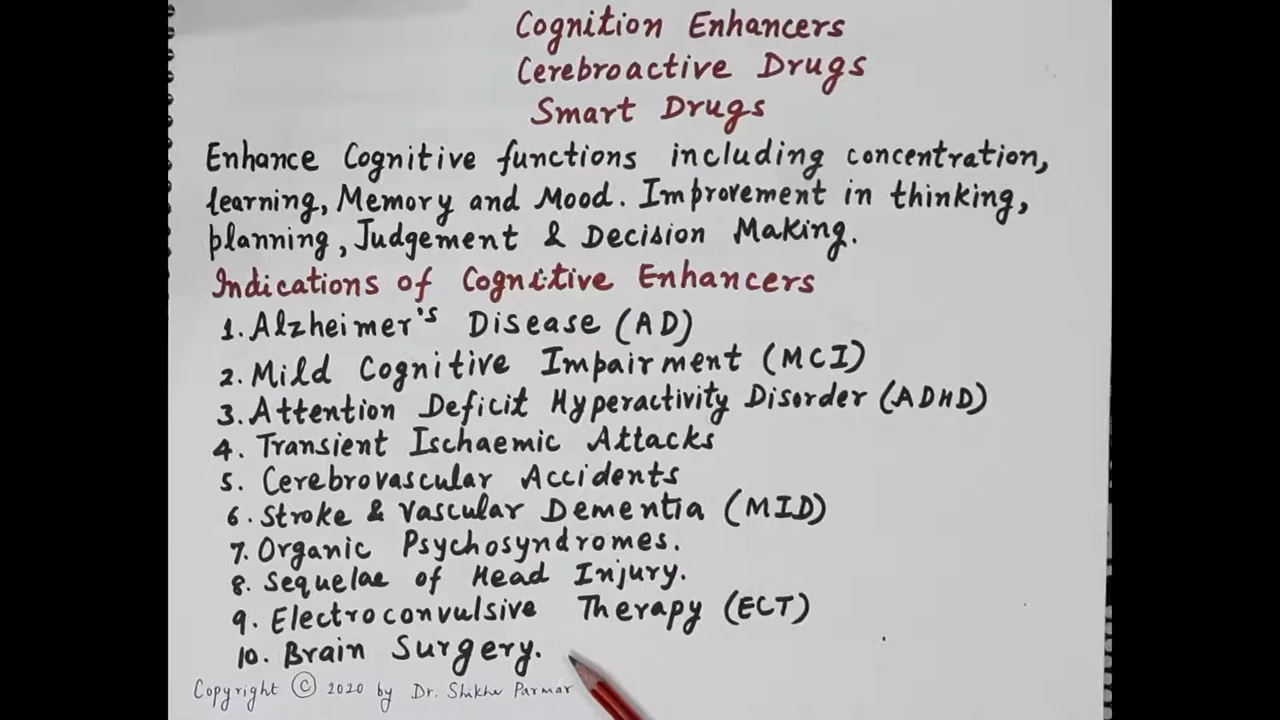 Cognition Enhancers
Cerebroactive Drugs
Smart Drugs
Enhance Cognitive functions including concentration,
learning, Memory and Mood. Improvement in thinking,
planning, Judgement & Decision Making.
Indications of Cognitive Enhancers
1. Alzheimer's Disease (AD)
2. Mild Cognitive Impairment (MCI)
3. Attention Deficit Hyperactivity Disorder (ADHD)
4. Transient Ischaemic Attacks
5. Cerebrovascular Accidents
6. Stroke & Vascular Dementia (MID)
7. Organic Psychosyndromes.
8. Sequelae of Head Injury.
9. Electroconvulsive Therapy (ECT)
10. Brain Surgery.
Copyright © 2020 by Dr. Shikha Parmar